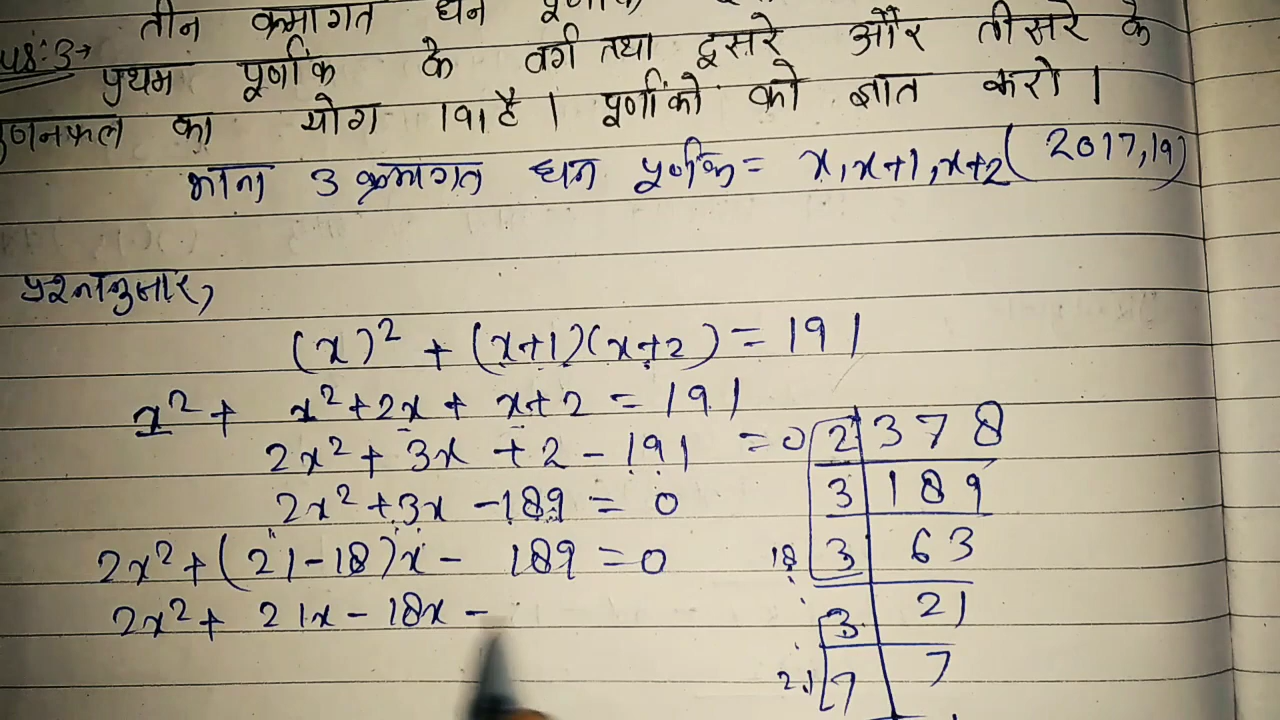 तीन क्रमागत धन पूर्णांक
48:3→ प्रथम पूर्णांक के वर्ग तथा दूसरे और तीसरे के
गुणनफल का योग 191 है । पूर्णांको को ज्ञात करो ।
माना 3 क्रमागत धन पूर्णांक = x, x+1, x+2 (2017,19)
प्रश्नानुसार,
(x)² + (x+1)(x+2) = 191
x² + x² + 2x + x + 2 = 191
2x² + 3x + 2 - 191 = 0
2x² + 3x - 189 = 0
2x² + (21-18)x - 189 = 0
2x² + 21x - 18x -
2 378
3 189
18 3 63
3 21
21 7 7